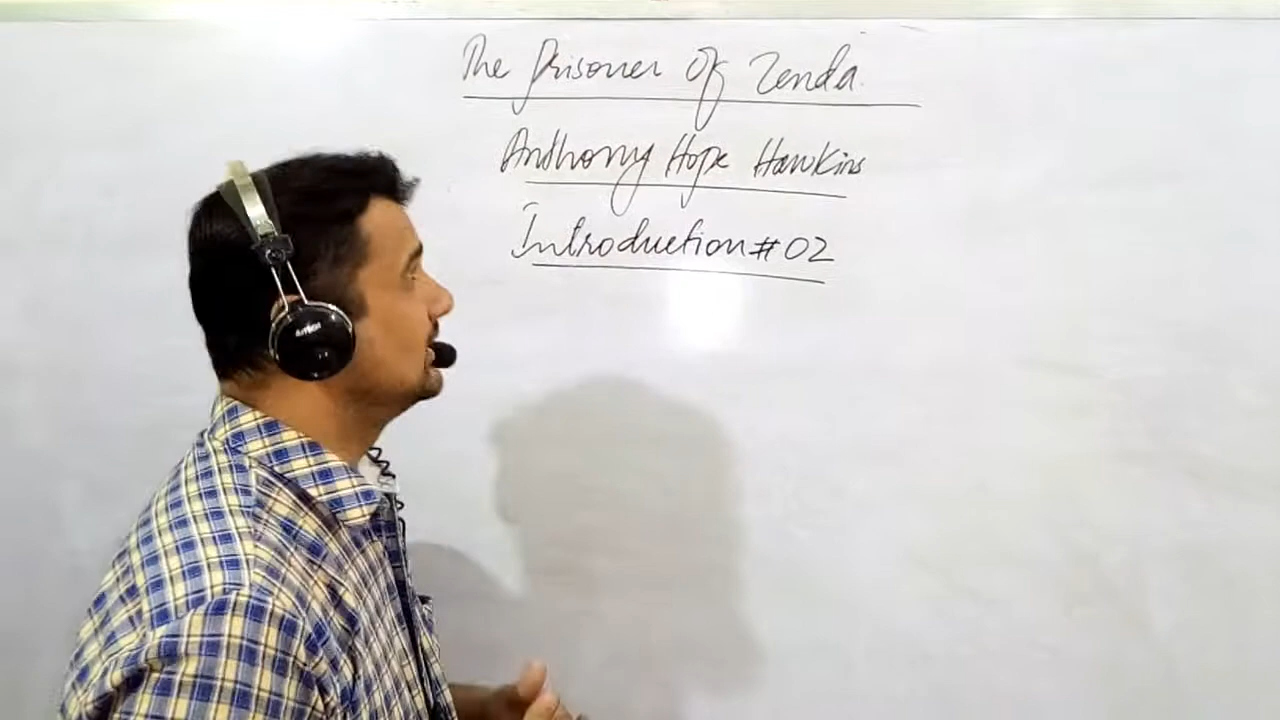 The Prisoner Of Zenda.
Anthony Hope Hawkins
Introduction#02